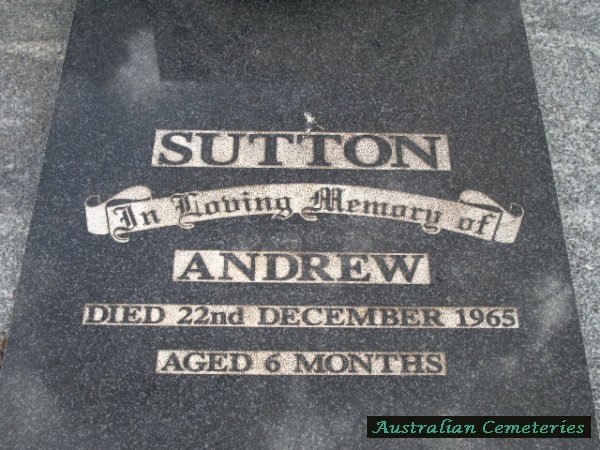 SUTTON
In Loving Memory of
ANDREW
DIED 22nd DECEMBER 1965
AGED 6 MONTHS
Australian Cemeteries